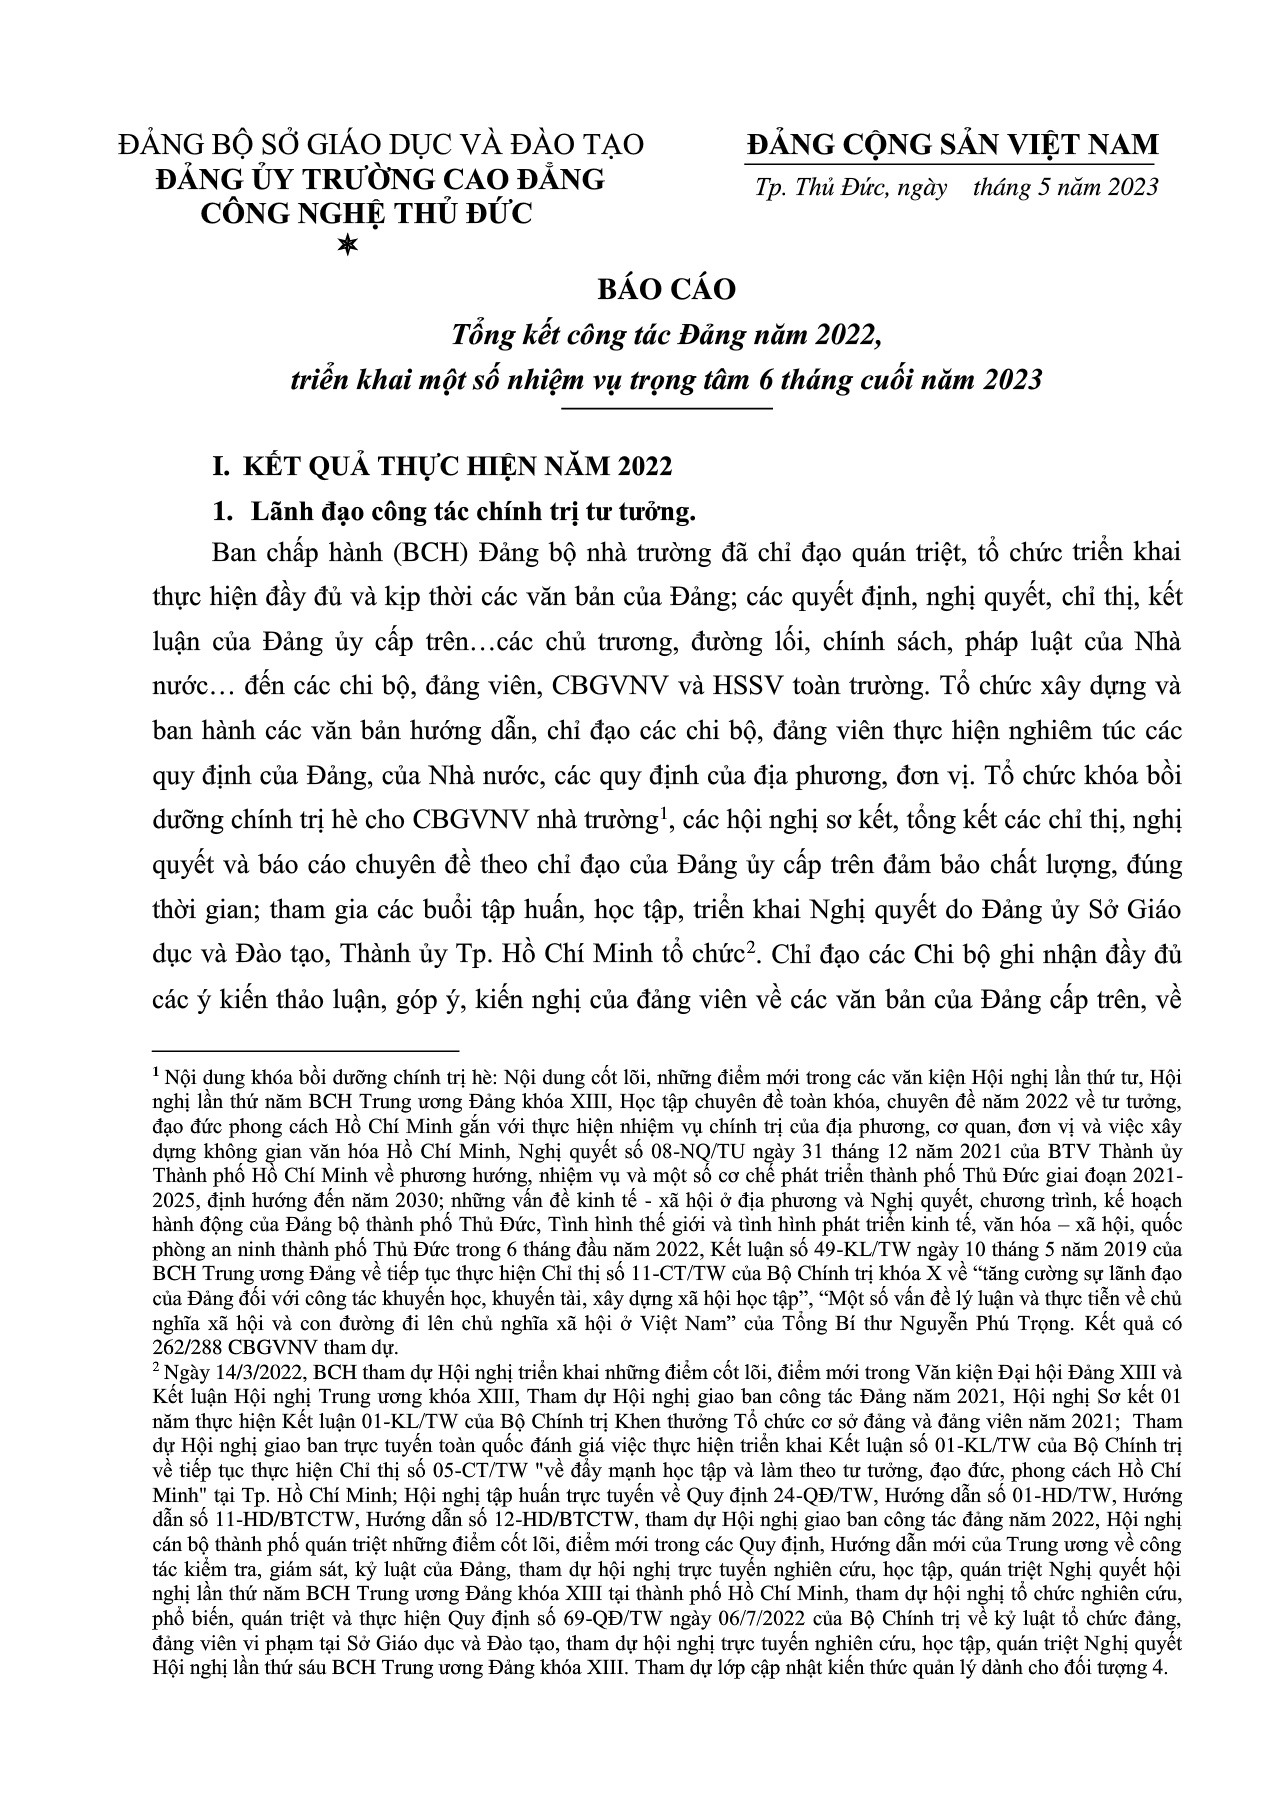 ĐẢNG BỘ SỞ GIÁO DỤC VÀ ĐÀO TẠO
ĐẢNG ỦY TRƯỜNG CAO ĐẲNG
CÔNG NGHỆ THỦ ĐỨC
ĐẢNG CỘNG SẢN VIỆT NAM
Tp. Thủ Đức, ngày    tháng 5 năm 2023
BÁO CÁO
Tổng kết công tác Đảng năm 2022,
triển khai một số nhiệm vụ trọng tâm 6 tháng cuối năm 2023
I. KẾT QUẢ THỰC HIỆN NĂM 2022
1. Lãnh đạo công tác chính trị tư tưởng.
Ban chấp hành (BCH) Đảng bộ nhà trường đã chỉ đạo quán triệt, tổ chức triển khai
thực hiện đầy đủ và kịp thời các văn bản của Đảng; các quyết định, nghị quyết, chỉ thị, kết
luận của Đảng ủy cấp trên…các chủ trương, đường lối, chính sách, pháp luật của Nhà
nước… đến các chi bộ, đảng viên, CBGVNV và HSSV toàn trường. Tổ chức xây dựng và
ban hành các văn bản hướng dẫn, chỉ đạo các chi bộ, đảng viên thực hiện nghiêm túc các
quy định của Đảng, của Nhà nước, các quy định của địa phương, đơn vị. Tổ chức khóa bồi
dưỡng chính trị hè cho CBGVNV nhà trường¹, các hội nghị sơ kết, tổng kết các chỉ thị, nghị
quyết và báo cáo chuyên đề theo chỉ đạo của Đảng ủy cấp trên đảm bảo chất lượng, đúng
thời gian; tham gia các buổi tập huấn, học tập, triển khai Nghị quyết do Đảng ủy Sở Giáo
dục và Đào tạo, Thành ủy Tp. Hồ Chí Minh tổ chức². Chỉ đạo các Chi bộ ghi nhận đầy đủ
các ý kiến thảo luận, góp ý, kiến nghị của đảng viên về các văn bản của Đảng cấp trên, về
¹ Nội dung khóa bồi dưỡng chính trị hè: Nội dung cốt lõi, những điểm mới trong các văn kiện Hội nghị lần thứ tư, Hội
nghị lần thứ năm BCH Trung ương Đảng khóa XIII, Học tập chuyên đề toàn khóa, chuyên đề năm 2022 về tư tưởng,
đạo đức phong cách Hồ Chí Minh gắn với thực hiện nhiệm vụ chính trị của địa phương, cơ quan, đơn vị và việc xây
dựng không gian văn hóa Hồ Chí Minh, Nghị quyết số 08-NQ/TU ngày 31 tháng 12 năm 2021 của BTV Thành ủy
Thành phố Hồ Chí Minh về phương hướng, nhiệm vụ và một số cơ chế phát triển thành phố Thủ Đức giai đoạn 2021-
2025, định hướng đến năm 2030; những vấn đề kinh tế - xã hội ở địa phương và Nghị quyết, chương trình, kế hoạch
hành động của Đảng bộ thành phố Thủ Đức, Tình hình thế giới và tình hình phát triển kinh tế, văn hóa – xã hội, quốc
phòng an ninh thành phố Thủ Đức trong 6 tháng đầu năm 2022, Kết luận số 49-KL/TW ngày 10 tháng 5 năm 2019 của
BCH Trung ương Đảng về tiếp tục thực hiện Chỉ thị số 11-CT/TW của Bộ Chính trị khóa X về “tăng cường sự lãnh đạo
của Đảng đối với công tác khuyến học, khuyến tài, xây dựng xã hội học tập”, “Một số vấn đề lý luận và thực tiễn về chủ
nghĩa xã hội và con đường đi lên chủ nghĩa xã hội ở Việt Nam” của Tổng Bí thư Nguyễn Phú Trọng. Kết quả có
262/288 CBGVNV tham dự.
² Ngày 14/3/2022, BCH tham dự Hội nghị triển khai những điểm cốt lõi, điểm mới trong Văn kiện Đại hội Đảng XIII và
Kết luận Hội nghị Trung ương khóa XIII, Tham dự Hội nghị giao ban công tác Đảng năm 2021, Hội nghị Sơ kết 01
năm thực hiện Kết luận 01-KL/TW của Bộ Chính trị Khen thưởng Tổ chức cơ sở đảng và đảng viên năm 2021;  Tham
dự Hội nghị giao ban trực tuyến toàn quốc đánh giá việc thực hiện triển khai Kết luận số 01-KL/TW của Bộ Chính trị
về tiếp tục thực hiện Chỉ thị số 05-CT/TW "về đẩy mạnh học tập và làm theo tư tưởng, đạo đức, phong cách Hồ Chí
Minh" tại Tp. Hồ Chí Minh; Hội nghị tập huấn trực tuyến về Quy định 24-QĐ/TW, Hướng dẫn số 01-HD/TW, Hướng
dẫn số 11-HD/BTCTW, Hướng dẫn số 12-HD/BTCTW, tham dự Hội nghị giao ban công tác đảng năm 2022, Hội nghị
cán bộ thành phố quán triệt những điểm cốt lõi, điểm mới trong các Quy định, Hướng dẫn mới của Trung ương về công
tác kiểm tra, giám sát, kỷ luật của Đảng, tham dự hội nghị trực tuyến nghiên cứu, học tập, quán triệt Nghị quyết hội
nghị lần thứ năm BCH Trung ương Đảng khóa XIII tại thành phố Hồ Chí Minh, tham dự hội nghị tổ chức nghiên cứu,
phổ biến, quán triệt và thực hiện Quy định số 69-QĐ/TW ngày 06/7/2022 của Bộ Chính trị về kỷ luật tổ chức đảng,
đảng viên vi phạm tại Sở Giáo dục và Đào tạo, tham dự hội nghị trực tuyến nghiên cứu, học tập, quán triệt Nghị quyết
Hội nghị lần thứ sáu BCH Trung ương Đảng khóa XIII. Tham dự lớp cập nhật kiến thức quản lý dành cho đối tượng 4.